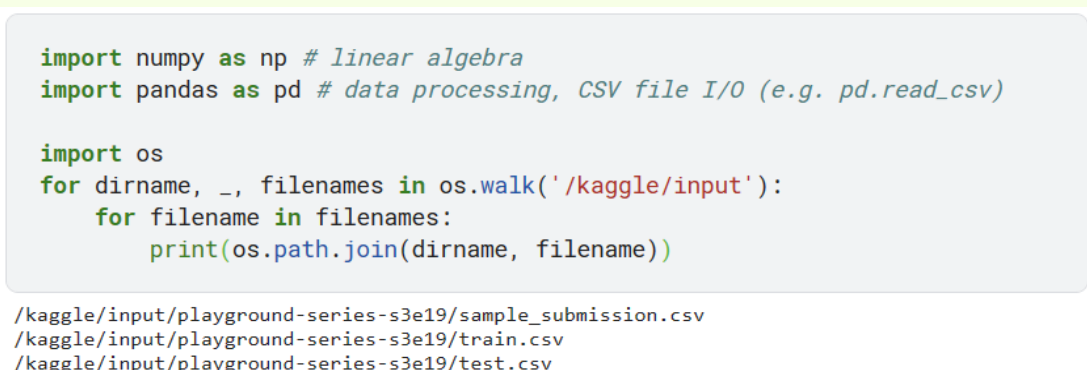 import numpy as np # linear algebra
import pandas as pd # data processing, CSV file I/O (e.g. pd.read_csv)
import os
for dirname, _, filenames in os.walk('/kaggle/input'):
    for filename in filenames:
        print(os.path.join(dirname, filename))
/kaggle/input/playground-series-s3e19/sample_submission.csv
/kaggle/input/playground-series-s3e19/train.csv
/kaggle/input/playground-series-s3e19/test.csv